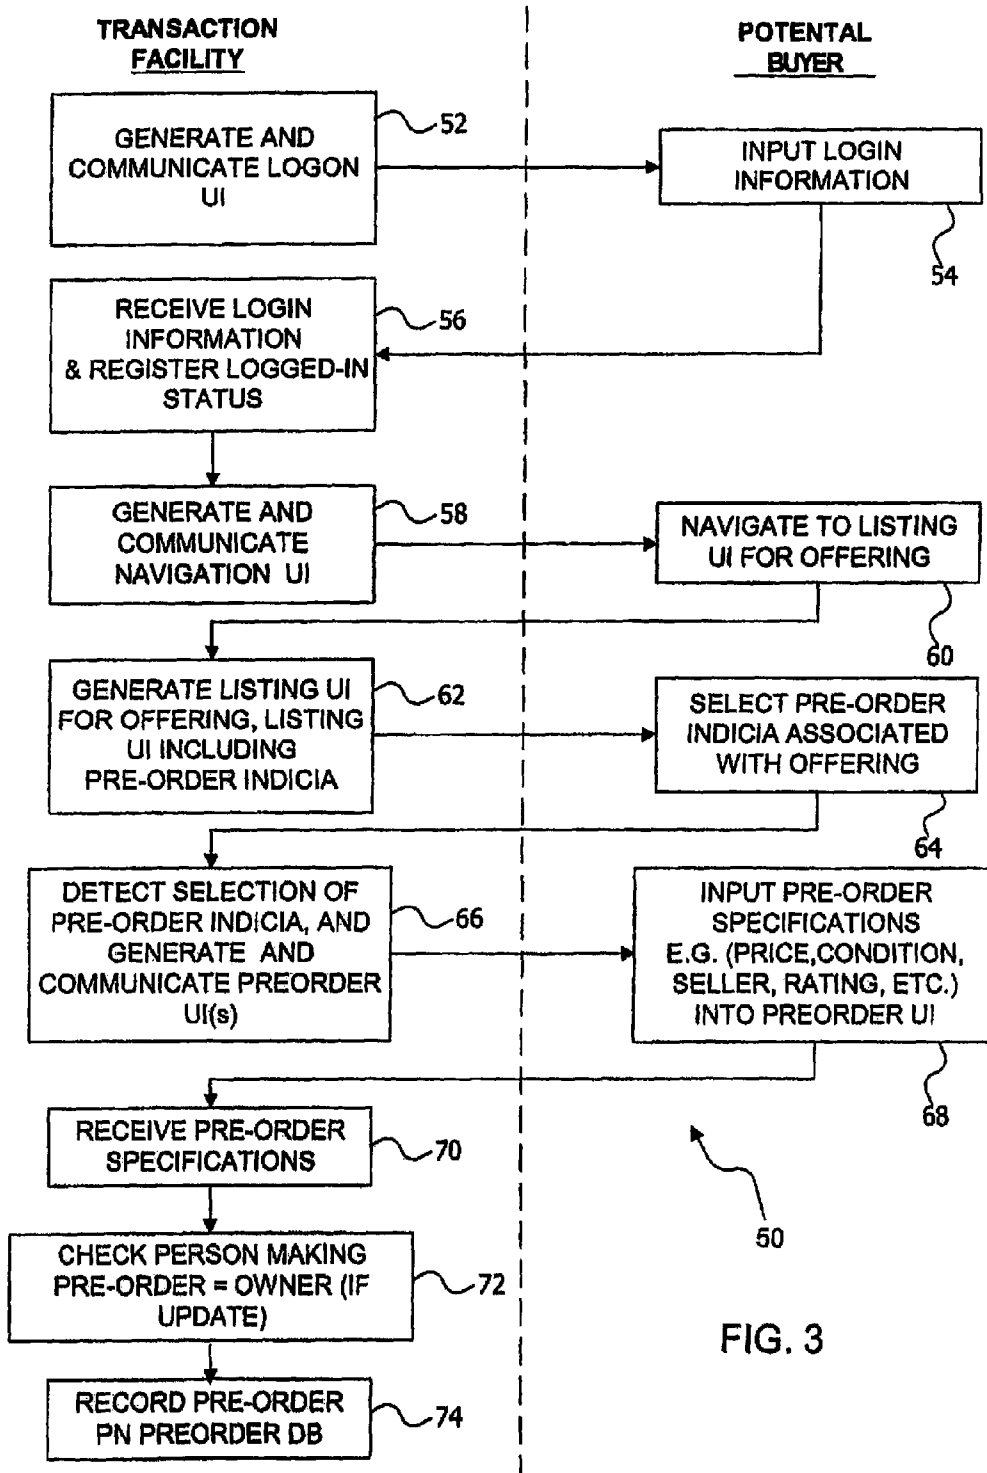 TRANSACTION
FACILITY
POTENTAL
BUYER
GENERATE AND
COMMUNICATE LOGON
UI
52
INPUT LOGIN
INFORMATION
54
RECEIVE LOGIN
INFORMATION
& REGISTER LOGGED-IN
STATUS
56
GENERATE AND
COMMUNICATE
NAVIGATION UI
58
NAVIGATE TO LISTING
UI FOR OFFERING
60
GENERATE LISTING UI
FOR OFFERING, LISTING
UI INCLUDING
PRE-ORDER INDICIA
62
SELECT PRE-ORDER
INDICIA ASSOCIATED
WITH OFFERING
64
DETECT SELECTION OF
PRE-ORDER INDICIA, AND
GENERATE AND
COMMUNICATE PREORDER
UI(s)
66
INPUT PRE-ORDER
SPECIFICATIONS
E.G. (PRICE,CONDITION,
SELLER, RATING, ETC.)
INTO PREORDER UI
68
RECEIVE PRE-ORDER
SPECIFICATIONS
70
50
CHECK PERSON MAKING
PRE-ORDER = OWNER (IF
UPDATE)
72
RECORD PRE-ORDER
PN PREORDER DB
74
FIG. 3